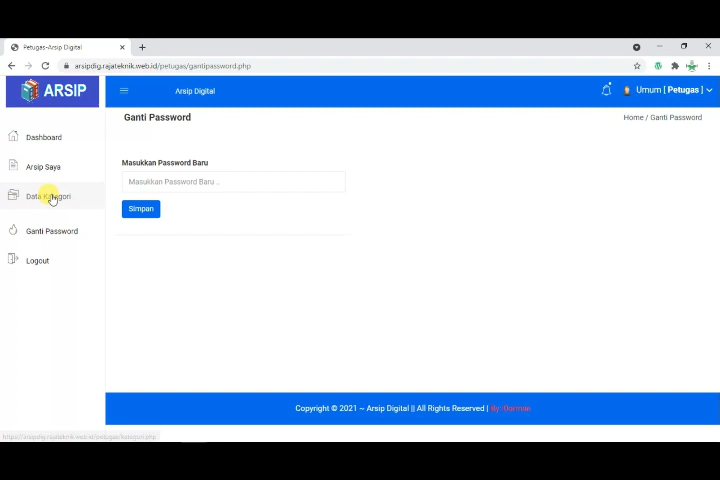 Petugas-Arsip Digital
arsipdig.rajateknik.web.id/petugas/gantipassword.php
ARSIP
Arsip Digital
Umum [ Petugas ]
Ganti Password
Home / Ganti Password
Dashboard
Arsip Saya
Data Kategori
Ganti Password
Logout
Masukkan Password Baru
Masukkan Password Baru ..
Simpan
Copyright © 2021 ~ Arsip Digital || All Rights Reserved |